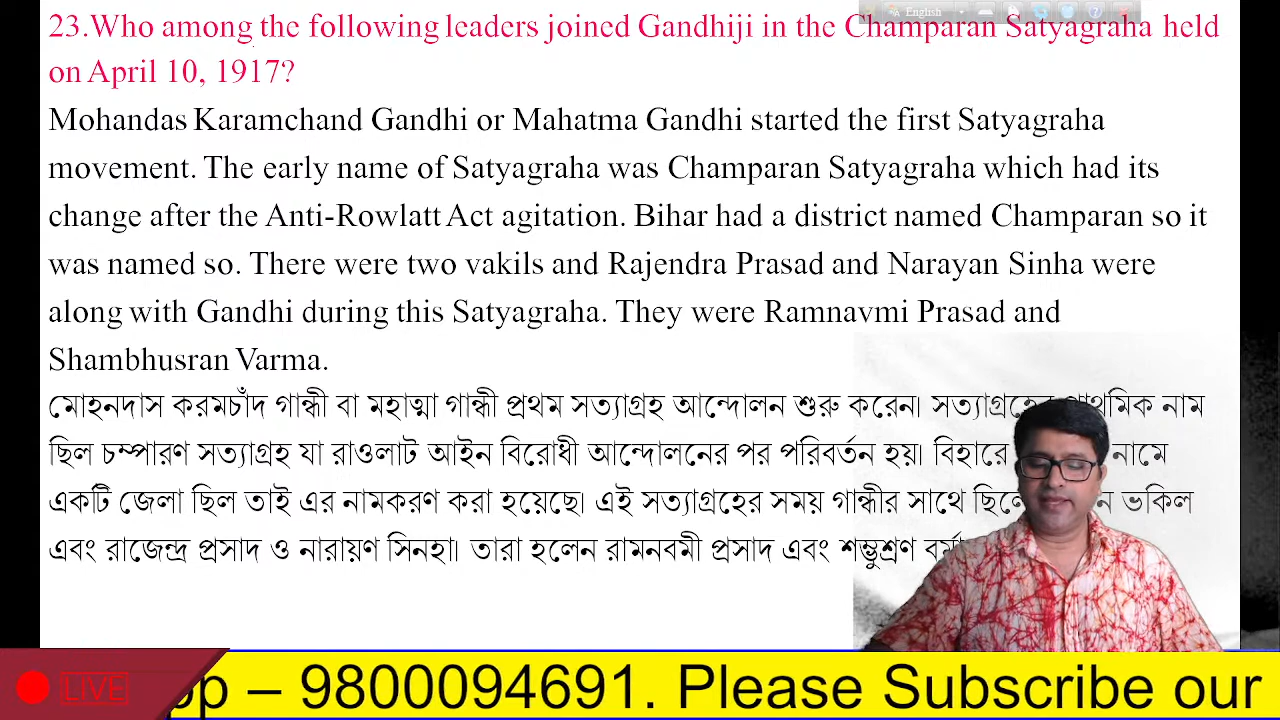 English
23.Who among the following leaders joined Gandhiji in the Champaran Satyagraha held
on April 10, 1917?
Mohandas Karamchand Gandhi or Mahatma Gandhi started the first Satyagraha
movement. The early name of Satyagraha was Champaran Satyagraha which had its
change after the Anti-Rowlatt Act agitation. Bihar had a district named Champaran so it
was named so. There were two vakils and Rajendra Prasad and Narayan Sinha were
along with Gandhi during this Satyagraha. They were Ramnavmi Prasad and
Shambhusran Varma.
মোহনদাস করমচাঁদ গান্ধী বা মহাত্মা গান্ধী প্রথম সত্যাগ্রহ আন্দোলন শুরু করেন। সত্যাগ্রহের প্রাথমিক নাম
ছিল চম্পারণ সত্যাগ্রহ যা রাওলাট আইন বিরোধী আন্দোলনের পর পরিবর্তন হয়। বিহারে নামে
একটি জেলা ছিল তাই এর নামকরণ করা হয়েছে। এই সত্যাগ্রহের সময় গান্ধীর সাথে ভকিল
এবং রাজেন্দ্র প্রসাদ ও নারায়ণ সিনহা। তারা হলেন রামনবমী প্রসাদ এবং শম্ভুশ্রণ বর্মা
LIVE
pp – 9800094691. Please Subscribe our